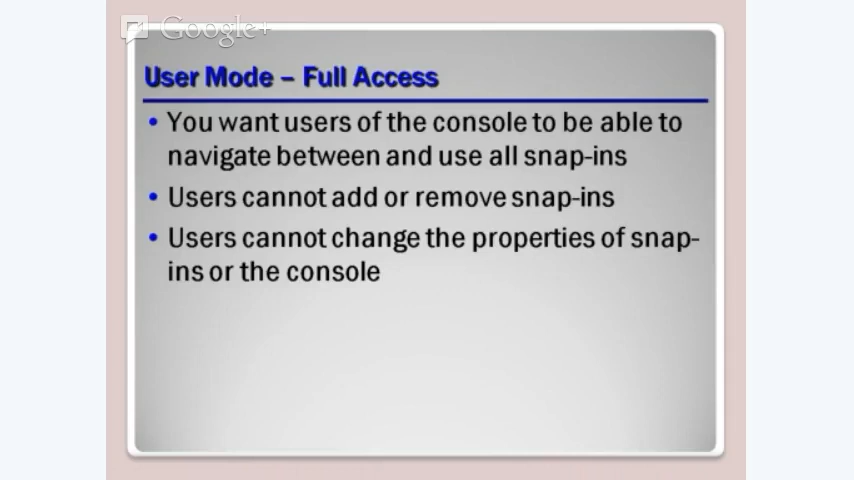 Google+
User Mode – Full Access
• You want users of the console to be able to
navigate between and use all snap-ins
• Users cannot add or remove snap-ins
• Users cannot change the properties of snap-
ins or the console